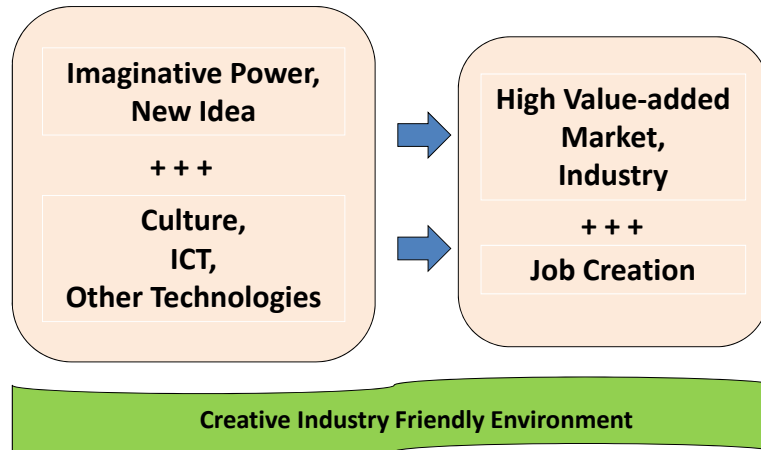 Imaginative Power,
New Idea
+ + +
Culture,
ICT,
Other Technologies
High Value-added
Market,
Industry
+ + +
Job Creation
Creative Industry Friendly Environment